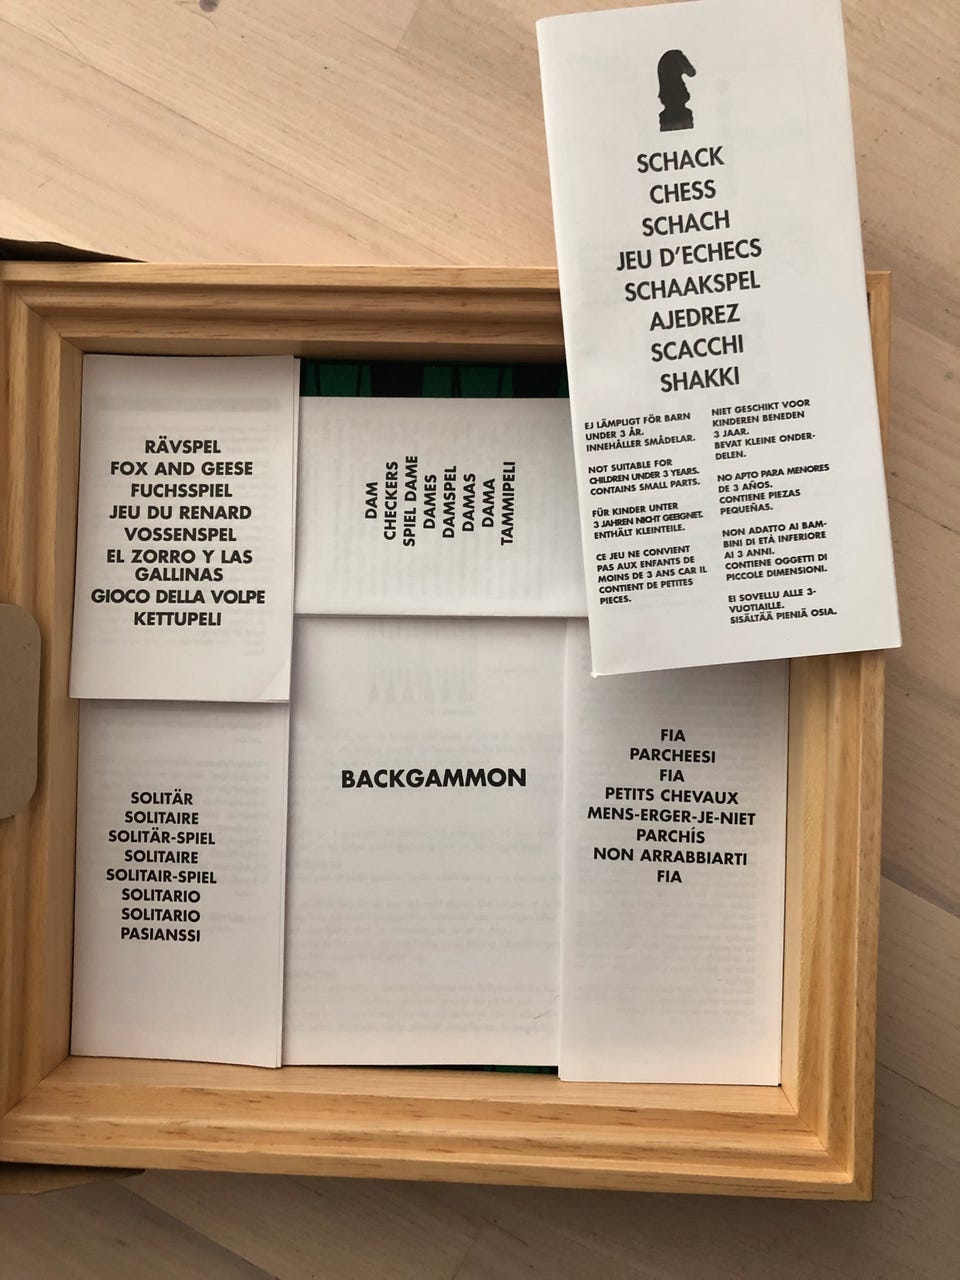 SCHACK
CHESS
SCHACH
JEU D'ECHECS
SCHAAKSPEL
AJEDREZ
SCACCHI
SHAKKI
EJ LÄMPLIGT FÖR BARN
UNDER 3 ÅR.
INNEHÅLLER SMÅDELAR.
NOT SUITABLE FOR
CHILDREN UNDER 3 YEARS.
CONTAINS SMALL PARTS.
FÜR KINDER UNTER
3 JAHREN NICHT GEEIGNET.
ENTHÄLT KLEINTEILE.
CE JEU NE CONVIENT
PAS AUX ENFANTS DE
MOINS DE 3 ANS CAR IL
CONTIENT DE PETITES
PIECES.
NIET GESCHIKT VOOR
KINDEREN BENEDEN
3 JAAR.
BEVAT KLEINE ONDER-
DELEN.
NO APTO PARA MENORES
DE 3 AÑOS.
CONTIENE PIEZAS
PEQUEÑAS.
NON ADATTO AI BAM-
BINI DI ETÀ INFERIORE
AI 3 ANNI.
CONTIENE OGGETTI DI
PICCOLE DIMENSIONI.
EI SOVELLU ALLE 3-
VUOTIAILLE.
SISÄLTÄÄ PIENIÄ OSIA.
RÄVSPEL
FOX AND GEESE
FUCHSSPIEL
JEU DU RENARD
VOSSENSPEL
EL ZORRO Y LAS
GALLINAS
GIOCO DELLA VOLPE
KETTUPELI
DAM
CHECKERS
SPIEL DAME
DAMES
DAMSPEL
DAMAS
DAMA
TAMMIPELI
SOLITÄR
SOLITAIRE
SOLITÄR-SPIEL
SOLITAIRE
SOLITAIR-SPIEL
SOLITARIO
SOLITARIO
PASIANSSI
BACKGAMMON
FIA
PARCHEESI
FIA
PETITS CHEVAUX
MENS-ERGER-JE-NIET
PARCHÍS
NON ARRABBIARTI
FIA